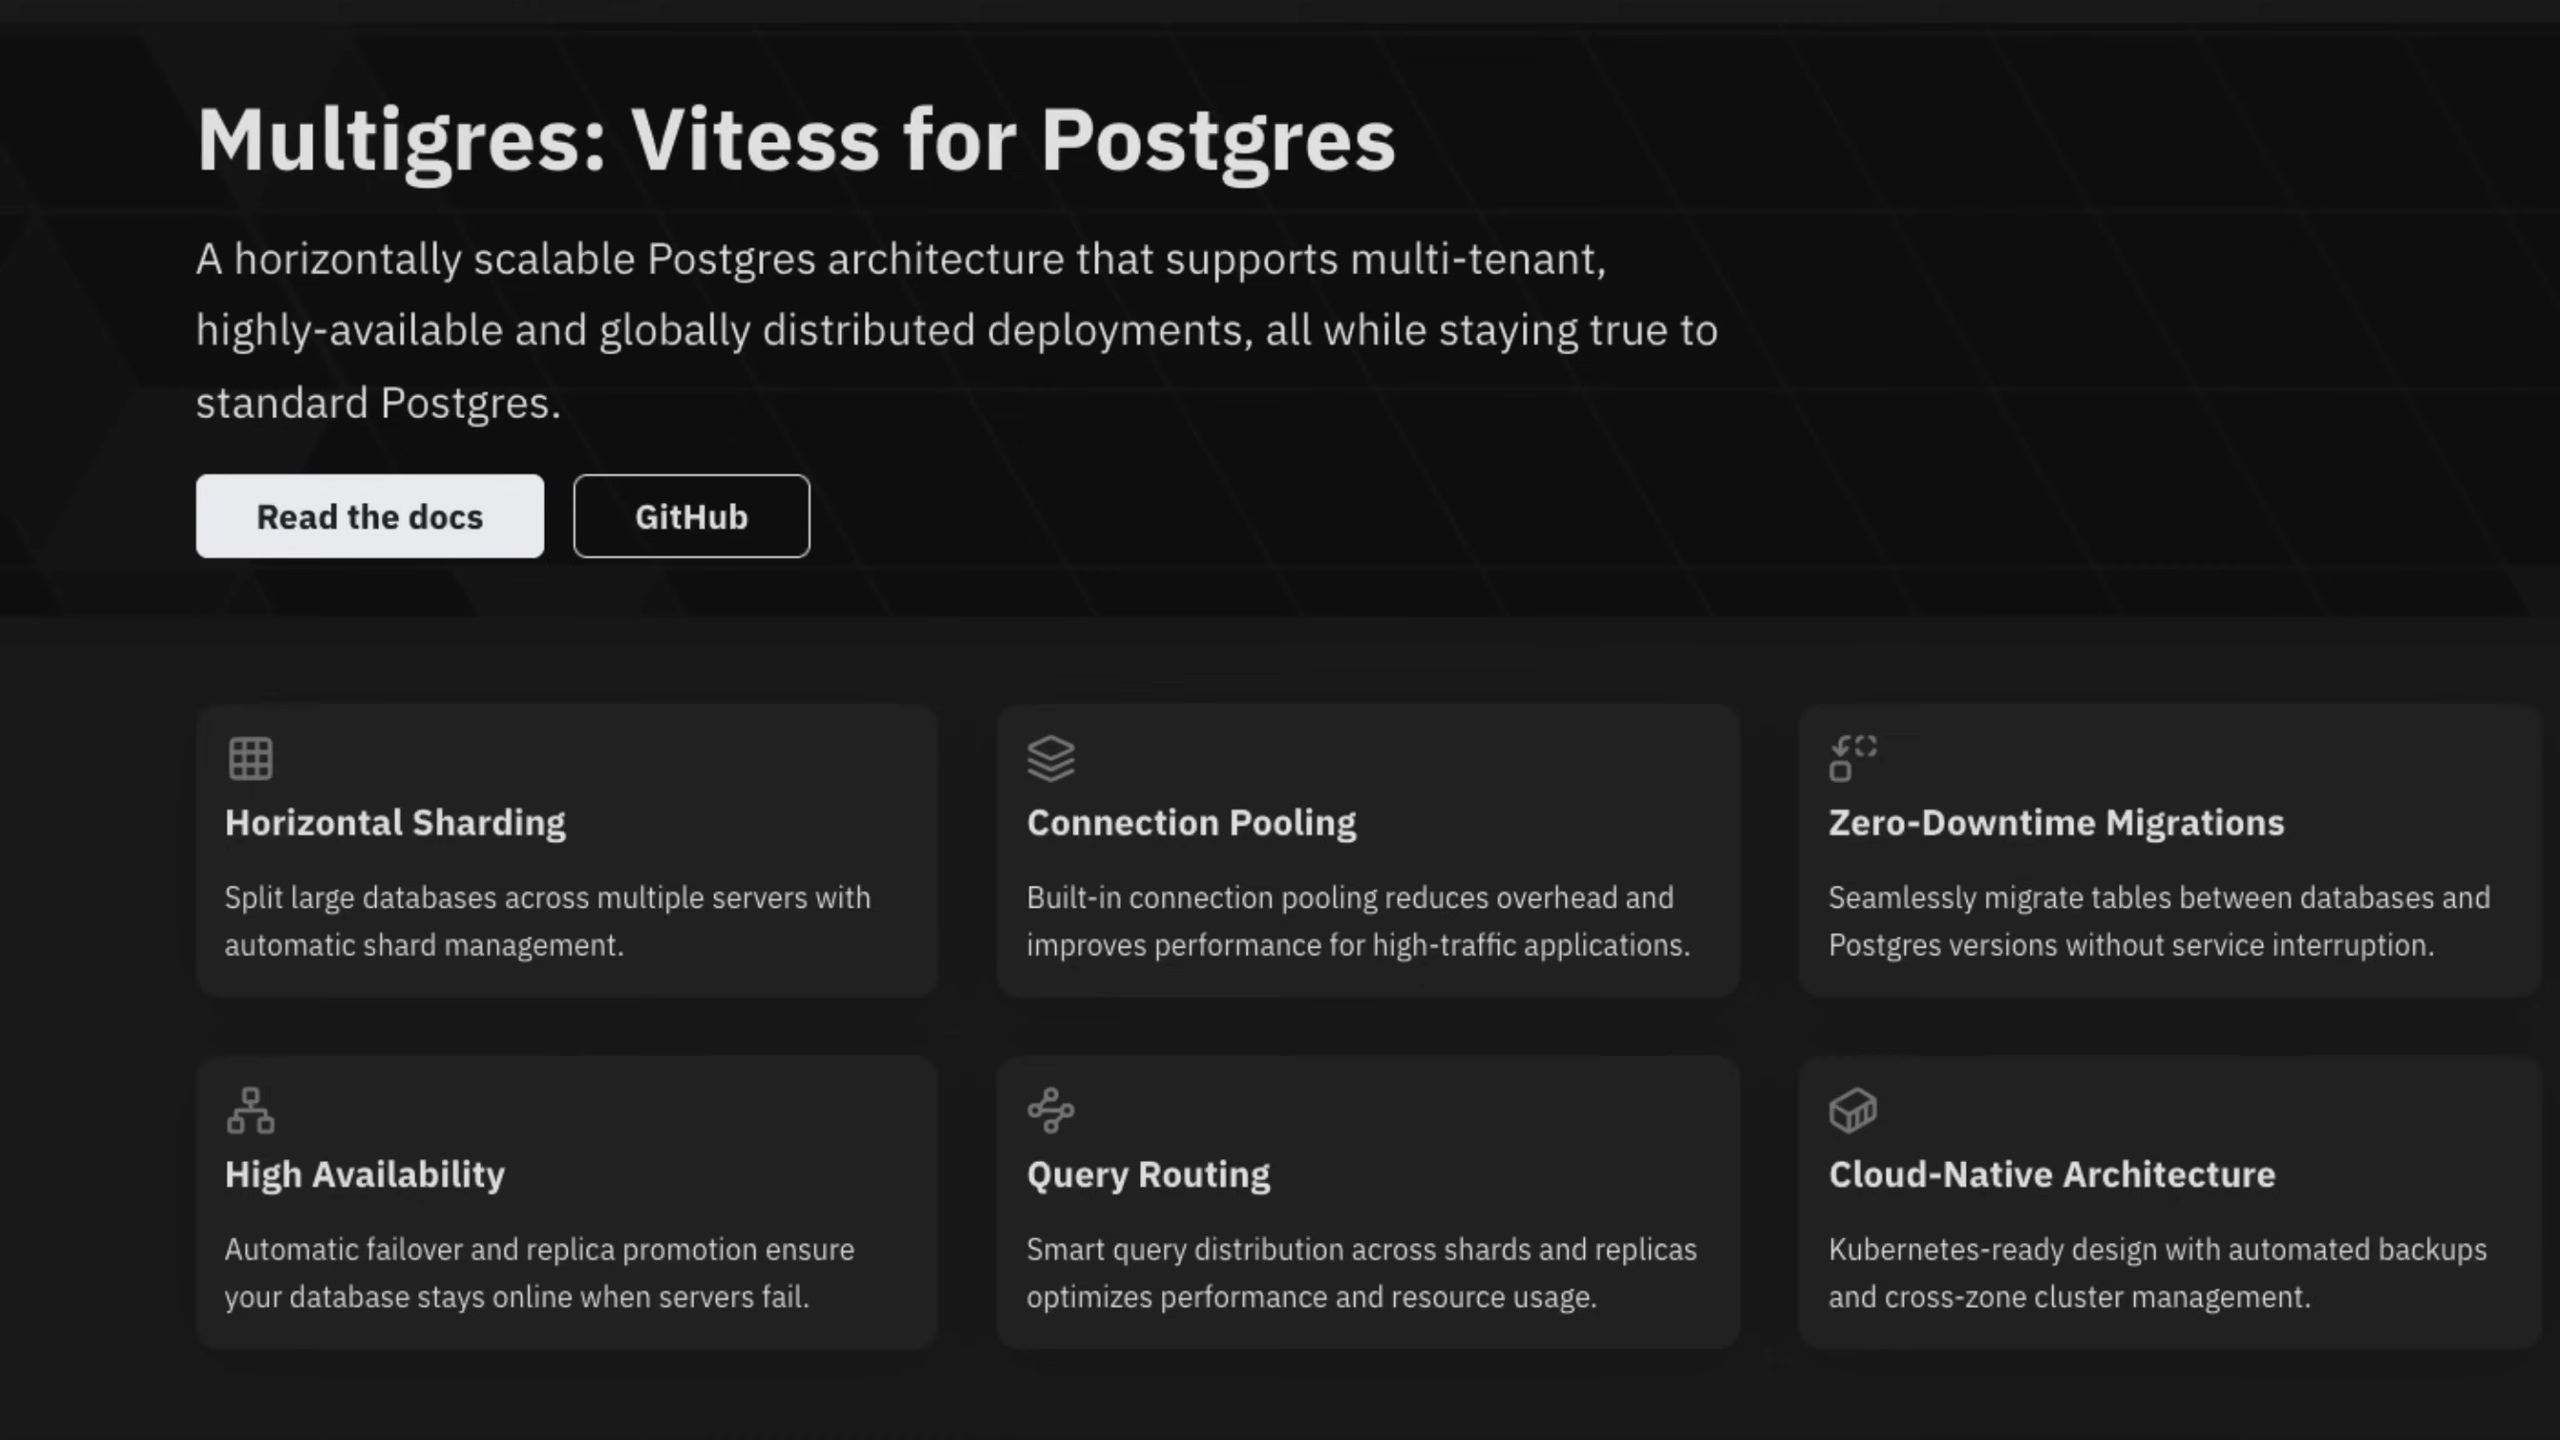 Multigres: Vitess for Postgres
A horizontally scalable Postgres architecture that supports multi-tenant,
highly-available and globally distributed deployments, all while staying true to
standard Postgres.
Read the docs
GitHub
Horizontal Sharding
Split large databases across multiple servers with
automatic shard management.
Connection Pooling
Built-in connection pooling reduces overhead and
improves performance for high-traffic applications.
Zero-Downtime Migrations
Seamlessly migrate tables between databases and
Postgres versions without service interruption.
High Availability
Automatic failover and replica promotion ensure
your database stays online when servers fail.
Query Routing
Smart query distribution across shards and replicas
optimizes performance and resource usage.
Cloud-Native Architecture
Kubernetes-ready design with automated backups
and cross-zone cluster management.